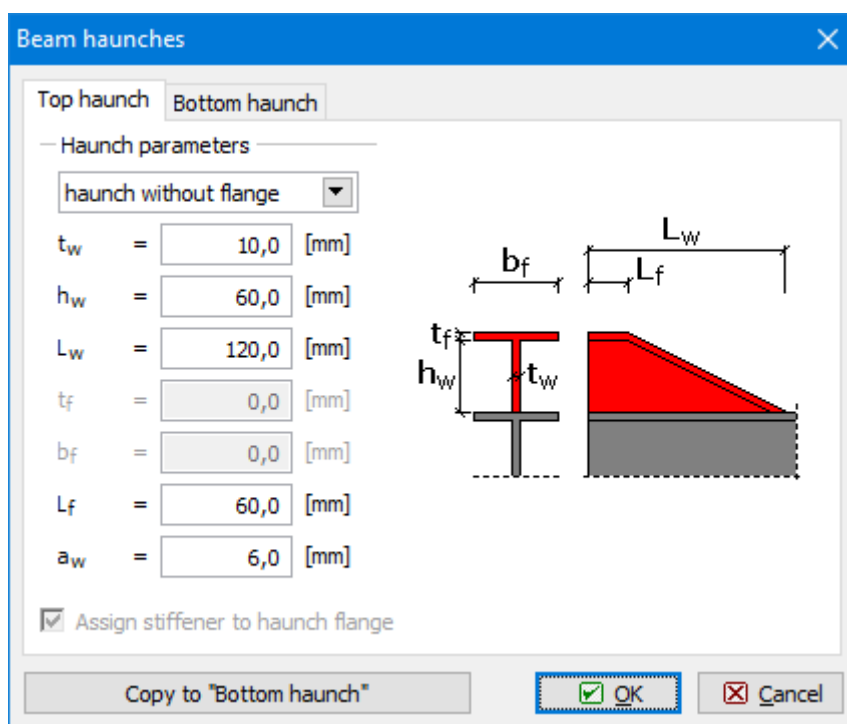 Beam haunches
Top haunch Bottom haunch
Haunch parameters
haunch without flange
tw = 10,0 [mm]
hw = 60,0 [mm]
Lw = 120,0 [mm]
tf = 0,0 [mm]
bf = 0,0 [mm]
Lf = 60,0 [mm]
aw = 6,0 [mm]
Lw
bf
Lf
tf
hw
tw
Assign stiffener to haunch flange
Copy to "Bottom haunch" OK Cancel